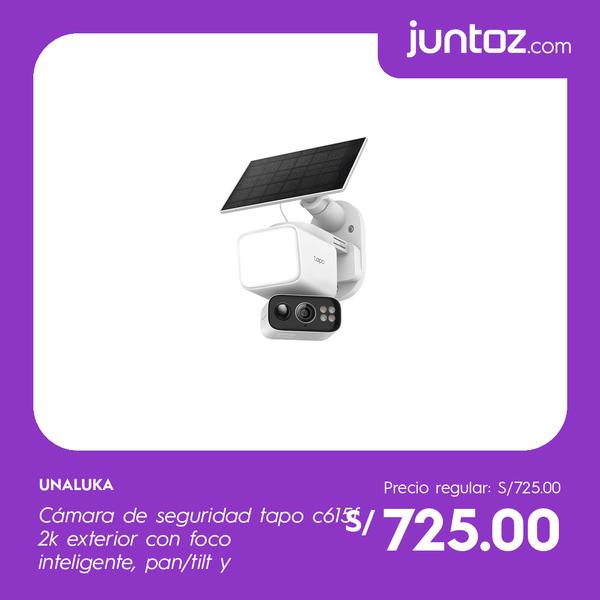 juntoz.com
tapo
UNALUKA
Cámara de seguridad tapo c615f
2k exterior con foco
inteligente, pan/tilt y
Precio regular: S/725.00
S/ 725.00